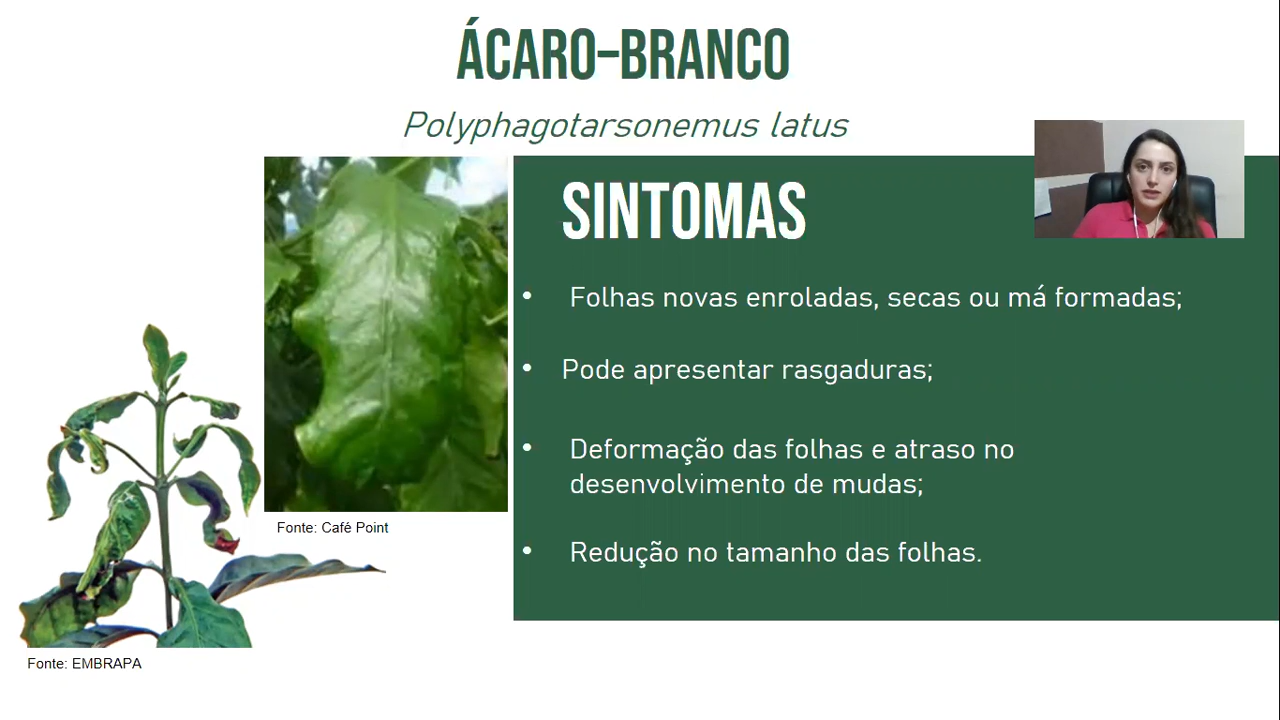 ÁCARO-BRANCO
Polyphagotarsonemus latus
SINTOMAS
• Folhas novas enroladas, secas ou má formadas;
• Pode apresentar rasgaduras;
• Deformação das folhas e atraso no
desenvolvimento de mudas;
• Redução no tamanho das folhas.
Fonte: Café Point
Fonte: EMBRAPA